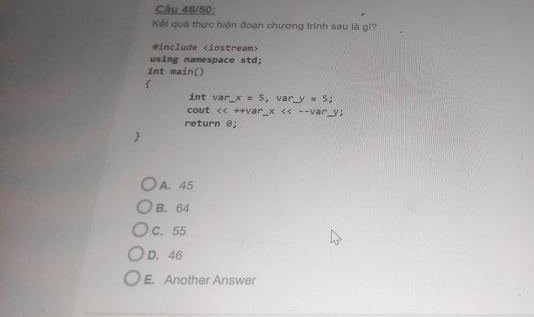 Câu 48/50:
Kết quả thực hiện đoạn chương trình sau là gì?
#include <iostream>
using namespace std;
int main()
{
int var_x = 5, var_y = 5;
cout << ++var_x << --var_y;
return 0;
}
A. 45
B. 64
C. 55
D. 46
E. Another Answer